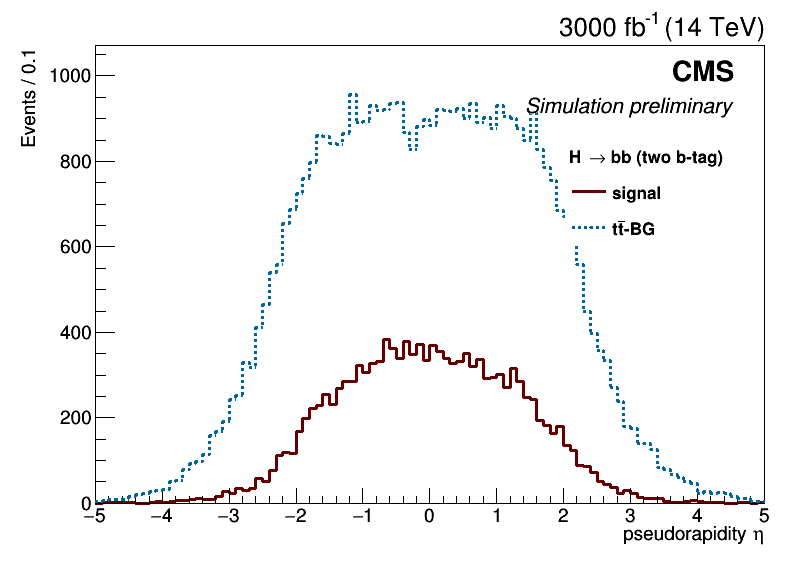 3000 fb⁻¹ (14 TeV)
CMS
Simulation preliminary
H → bb (two b-tag)
signal
tt̄-BG
Events / 0.1
1000
800
600
400
200
0
−5 −4 −3 −2 −1 0 1 2 3 4 5
pseudorapidity η